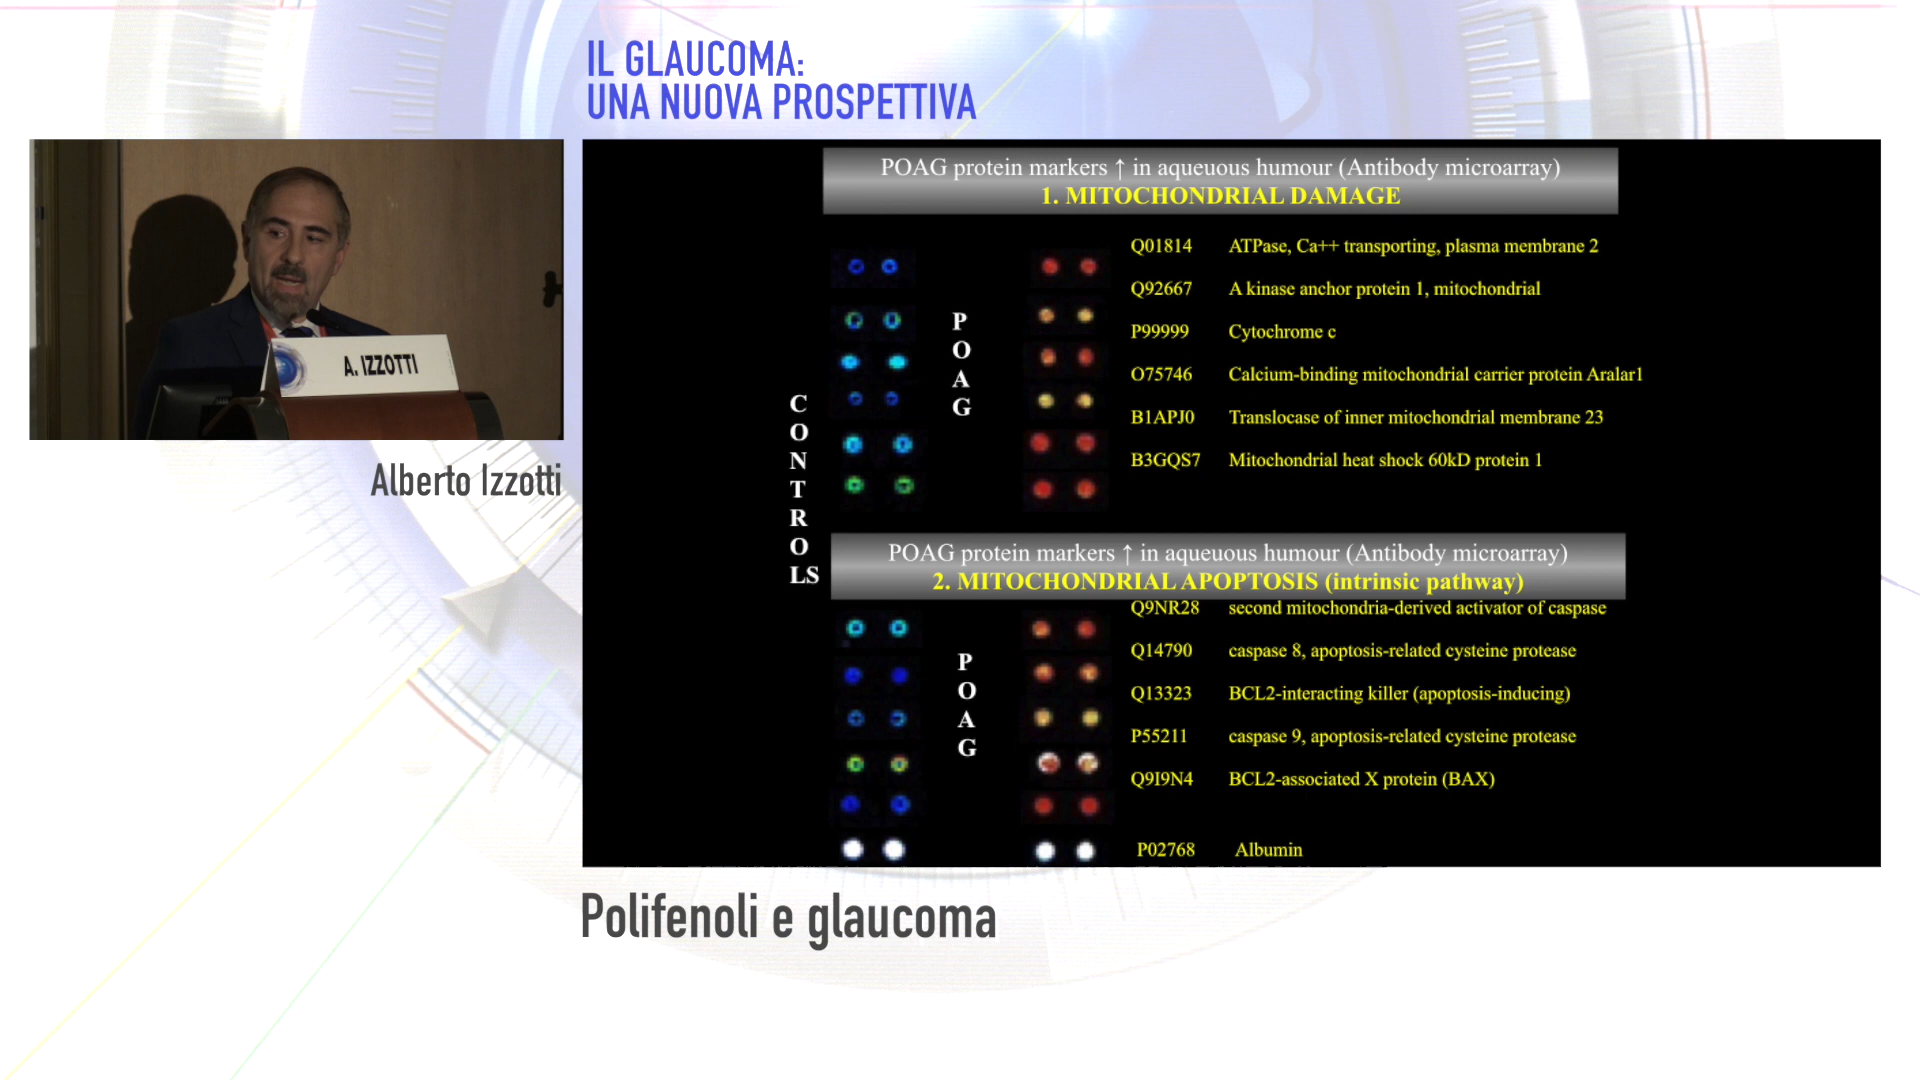 IL GLAUCOMA:
UNA NUOVA PROSPETTIVA
A. IZZOTTI
Alberto Izzotti
POAG protein markers ↑ in aqueuous humour (Antibody microarray)
1. MITOCHONDRIAL DAMAGE
CONTROLS
POAG
Q01814 ATPase, Ca++ transporting, plasma membrane 2
Q92667 A kinase anchor protein 1, mitochondrial
P99999 Cytochrome c
O75746 Calcium-binding mitochondrial carrier protein Aralar1
B1APJ0 Translocase of inner mitochondrial membrane 23
B3GQS7 Mitochondrial heat shock 60kD protein 1
POAG protein markers ↑ in aqueuous humour (Antibody microarray)
2. MITOCHONDRIAL APOPTOSIS (intrinsic pathway)
POAG
Q9NR28 second mitochondria-derived activator of caspase
Q14790 caspase 8, apoptosis-related cysteine protease
Q13323 BCL2-interacting killer (apoptosis-inducing)
P55211 caspase 9, apoptosis-related cysteine protease
Q9I9N4 BCL2-associated X protein (BAX)
P02768 Albumin
Polifenoli e glaucoma